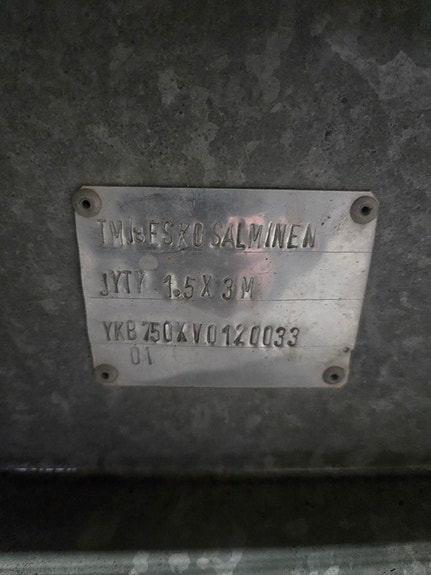 TMI: ESKO SALMINEN
JYTY 1.5 X 3 M
YKB750XV0120033
01